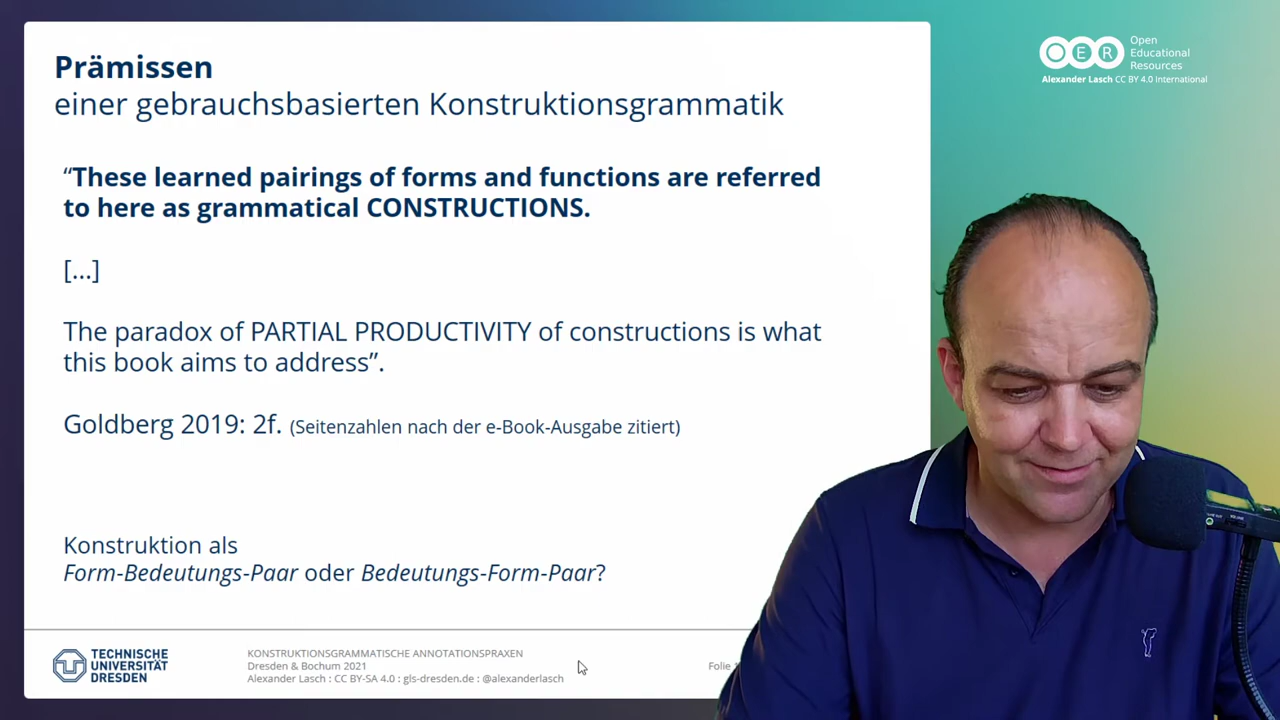 Prämissen
einer gebrauchsbasierten Konstruktionsgrammatik
“These learned pairings of forms and functions are referred
to here as grammatical CONSTRUCTIONS.
[...]
The paradox of PARTIAL PRODUCTIVITY of constructions is what
this book aims to address”.
Goldberg 2019: 2f. (Seitenzahlen nach der e-Book-Ausgabe zitiert)
Konstruktion als
Form-Bedeutungs-Paar oder Bedeutungs-Form-Paar?
TECHNISCHE
UNIVERSITÄT
DRESDEN
KONSTRUKTIONSGRAMMATISCHE ANNOTATIONSPRAXEN
Dresden & Bochum 2021
Alexander Lasch : CC BY-SA 4.0 : gls-dresden.de : @alexanderlasch
Folie
OER
Open
Educational
Resources
Alexander Lasch CC BY 4.0 International